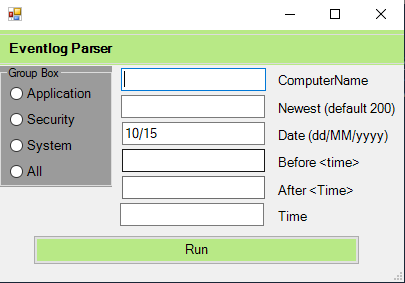 Eventlog Parser
Group Box
Application
Security
System
All
ComputerName
Newest (default 200)
10/15
Date (dd/MM/yyyy)
Before <time>
After <Time>
Time
Run